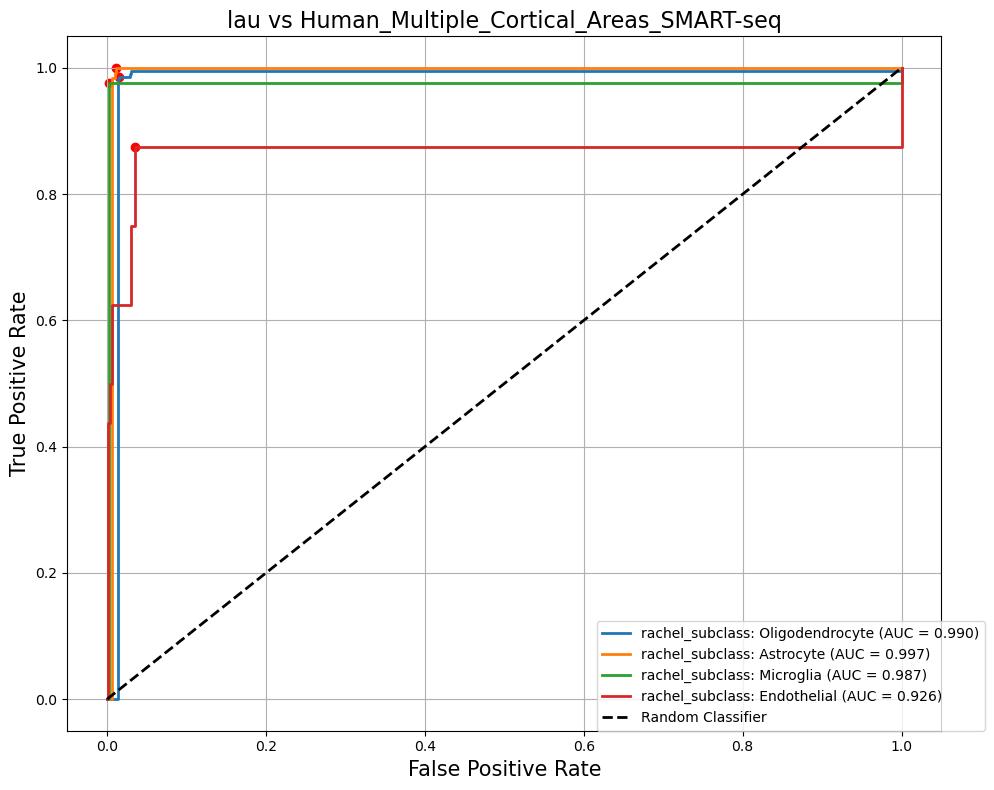 lau vs Human_Multiple_Cortical_Areas_SMART-seq
True Positive Rate
1.0
0.8
0.6
0.4
0.2
0.0
rachel_subclass: Oligodendrocyte (AUC = 0.990)
rachel_subclass: Astrocyte (AUC = 0.997)
rachel_subclass: Microglia (AUC = 0.987)
rachel_subclass: Endothelial (AUC = 0.926)
Random Classifier
0.0 0.2 0.4 0.6 0.8 1.0
False Positive Rate